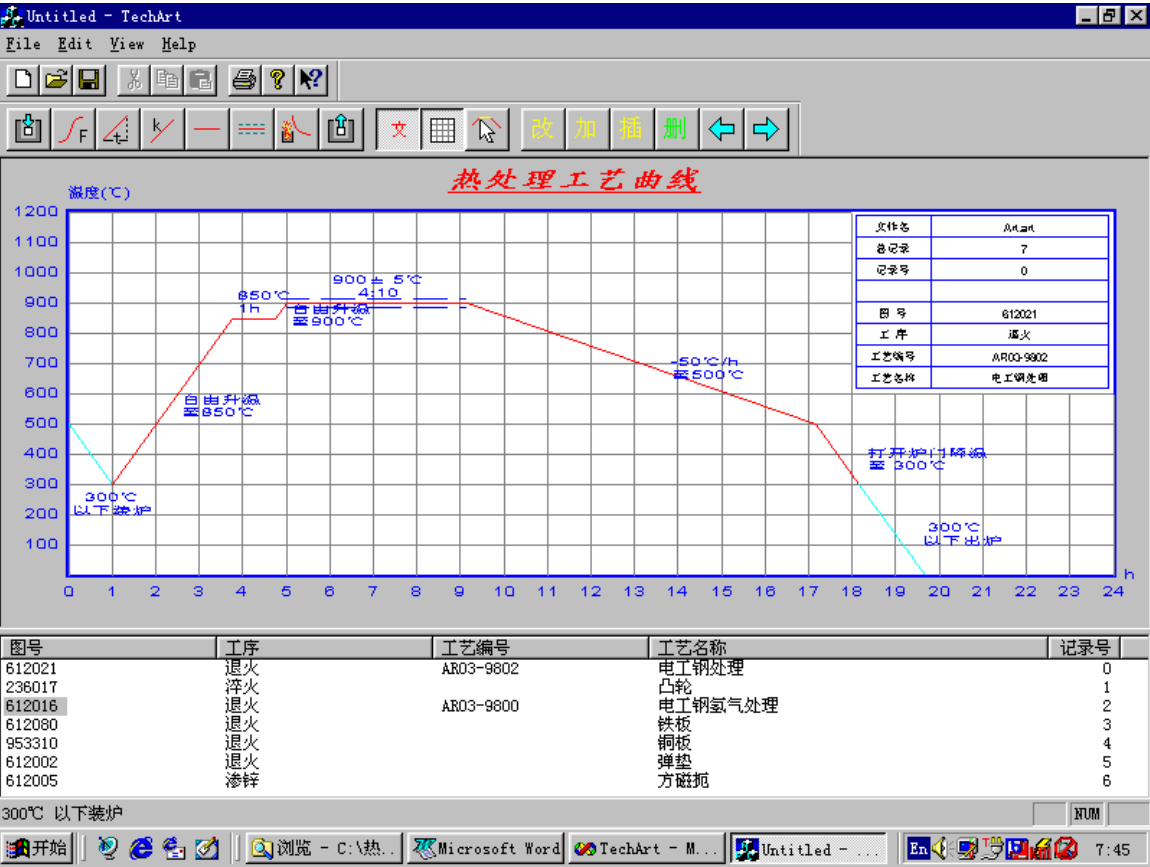 Untitled - TechArt
File Edit View Help
F k 文 改 加 插 删
热处理工艺曲线
温度(℃)
1200
1100
1000
900
800
700
600
500
400
300
200
100
850℃
1h
900± 5℃
4:10
自由升温
至900℃
自由升温
至850℃
-50℃/h
至500℃
打开炉门降温
至 300℃
300℃
以下装炉
300℃
以下出炉
文件名 Art.art
总记录 7
记录号 0
图 号 612021
工 序 退火
工艺编号 AR03-9802
工艺名称 电工钢处理
h
0 1 2 3 4 5 6 7 8 9 10 11 12 13 14 15 16 17 18 19 20 21 22 23 24
图号 工序 工艺编号 工艺名称 记录号
612021 退火 AR03-9802 电工钢处理 0
236017 淬火 凸轮 1
612016 退火 AR03-9800 电工钢氢气处理 2
612080 退火 铁板 3
953310 退火 铜板 4
612002 退火 弹垫 5
612005 渗锌 方磁扼 6
300℃ 以下装炉
NUM
开始 浏览 - C:\热... Microsoft Word TechArt - M... Untitled - ... En 7:45